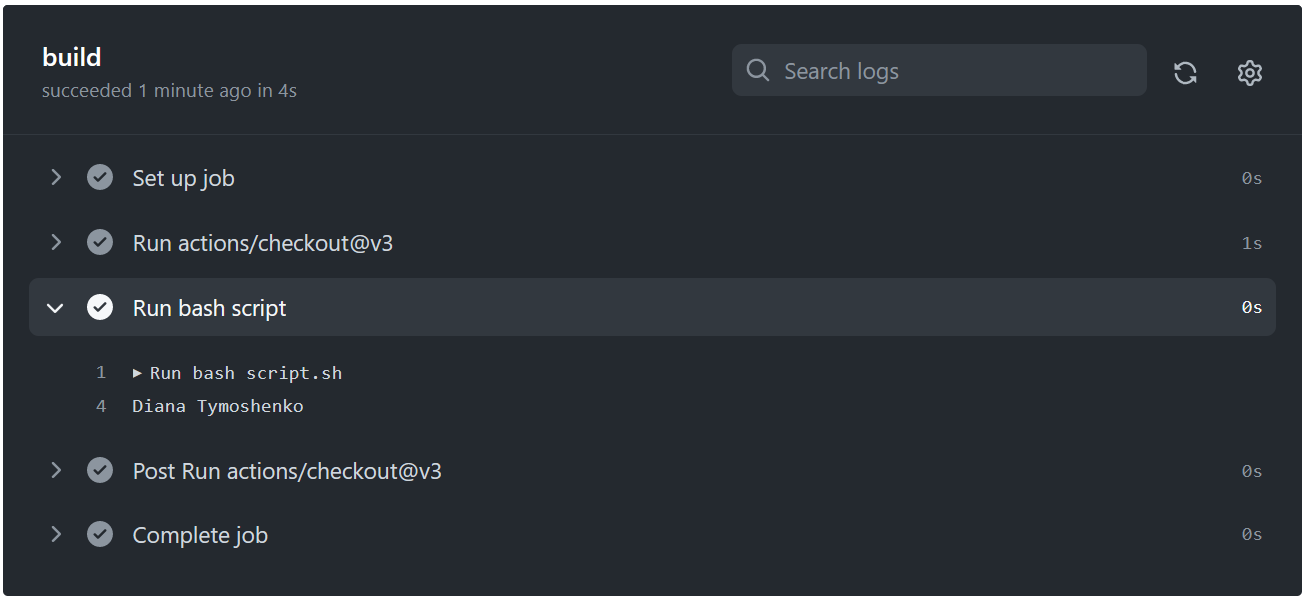 build
succeeded 1 minute ago in 4s
Search logs
Set up job 0s
Run actions/checkout@v3 1s
Run bash script 0s
1 Run bash script.sh
4 Diana Tymoshenko
Post Run actions/checkout@v3 0s
Complete job 0s